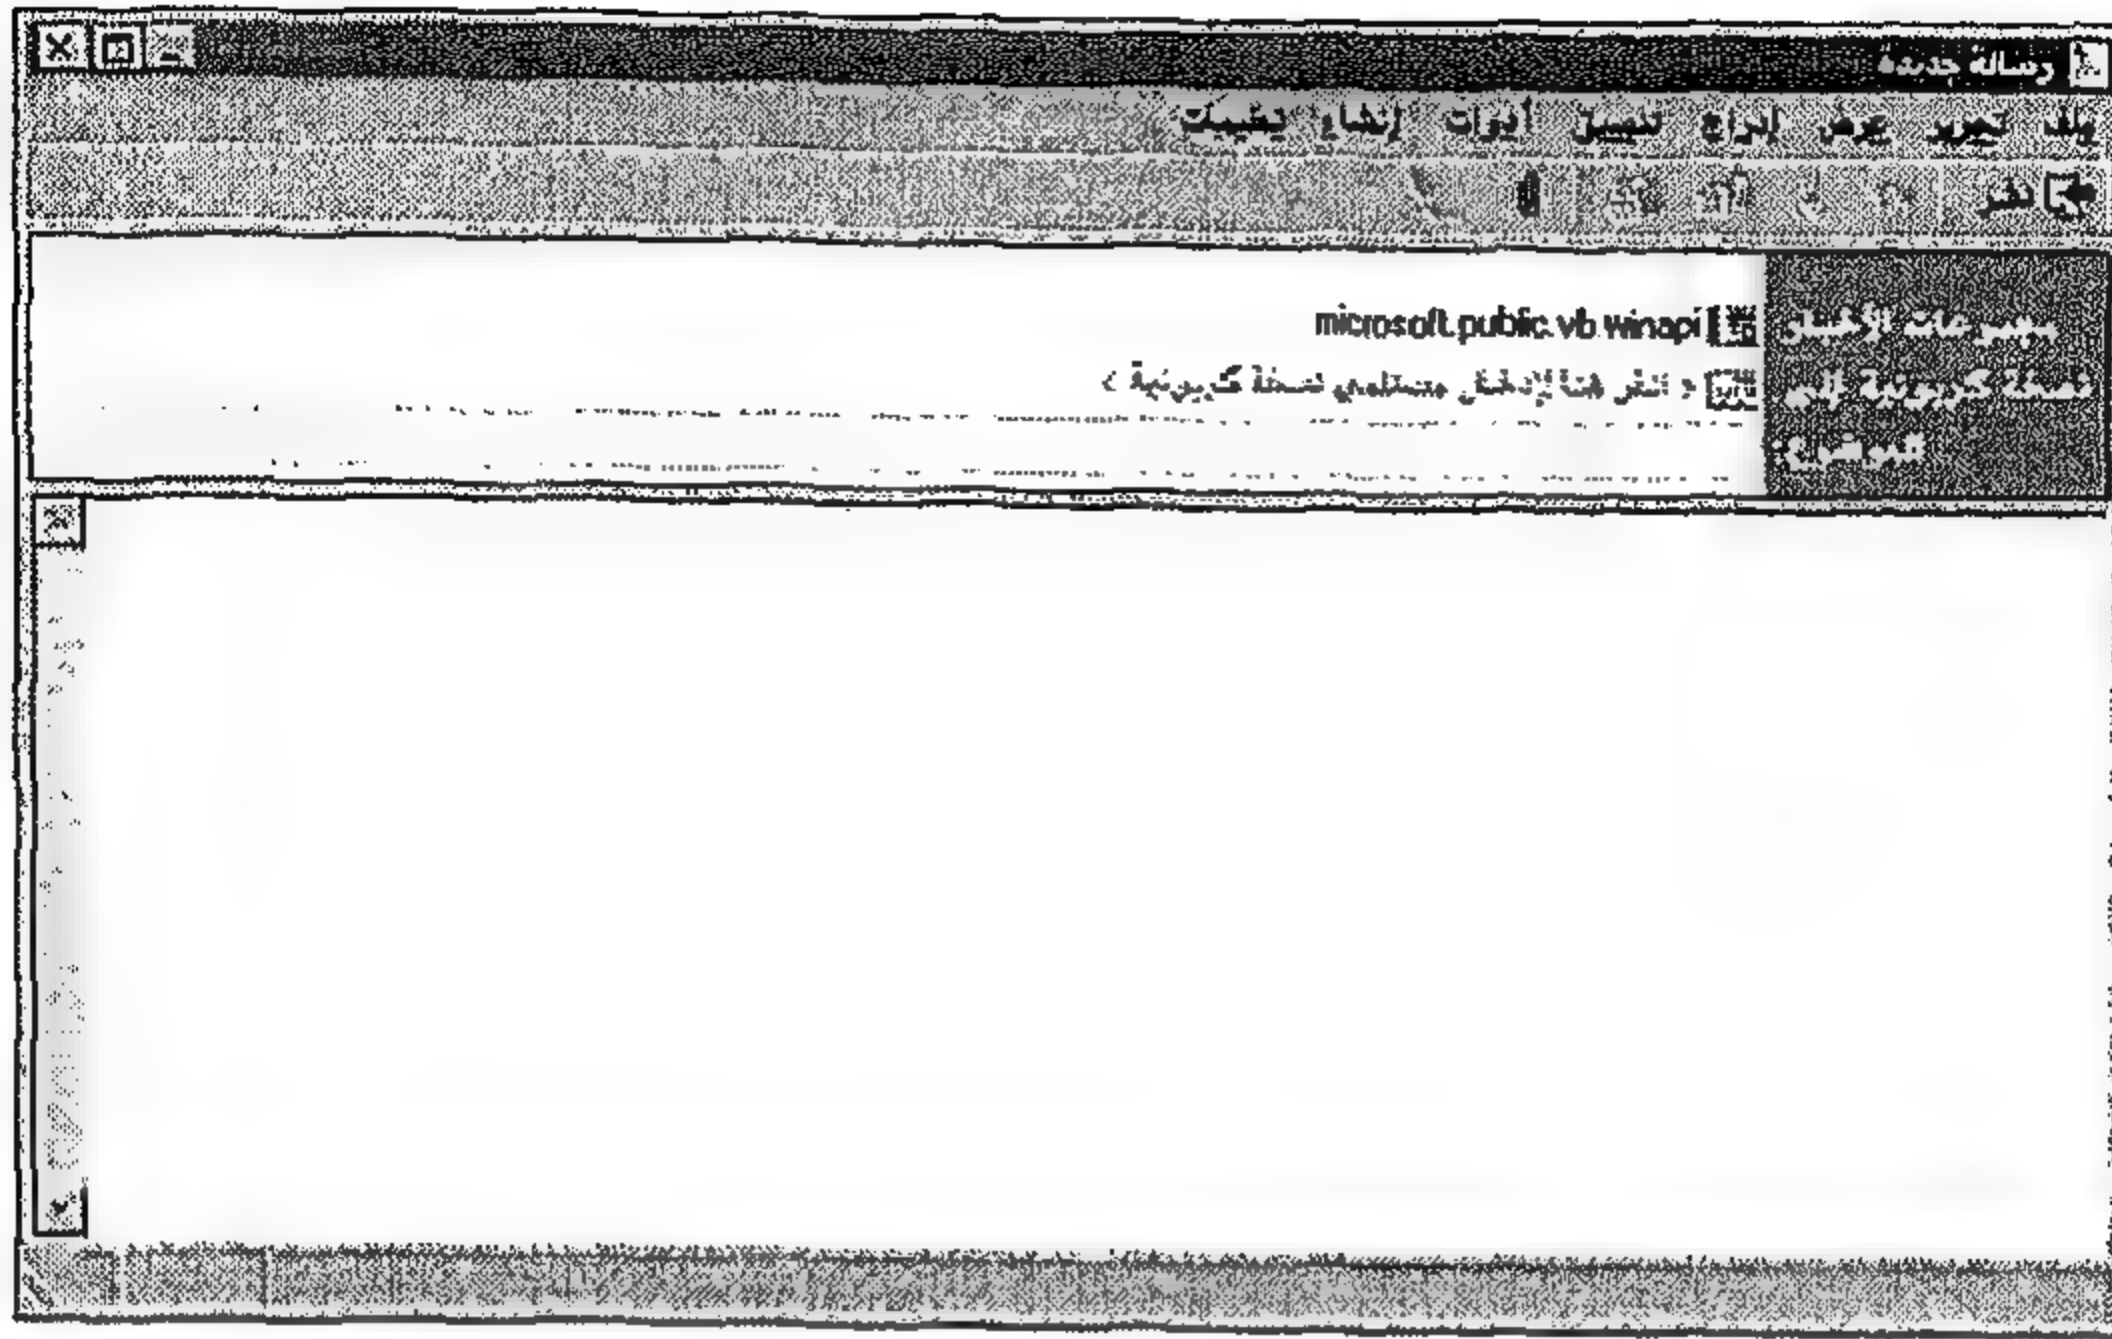 رسالة جديدة
ملف تحرير عرض إدراج تنسيق أدوات إنشاء تعليمات
نشر
مجموعات الأخبار:
microsoft.public.vb.winapi
نسخة كربونية إلى:
< انقر هنا لإدخال مستلمي نسخة كربونية >
الموضوع: